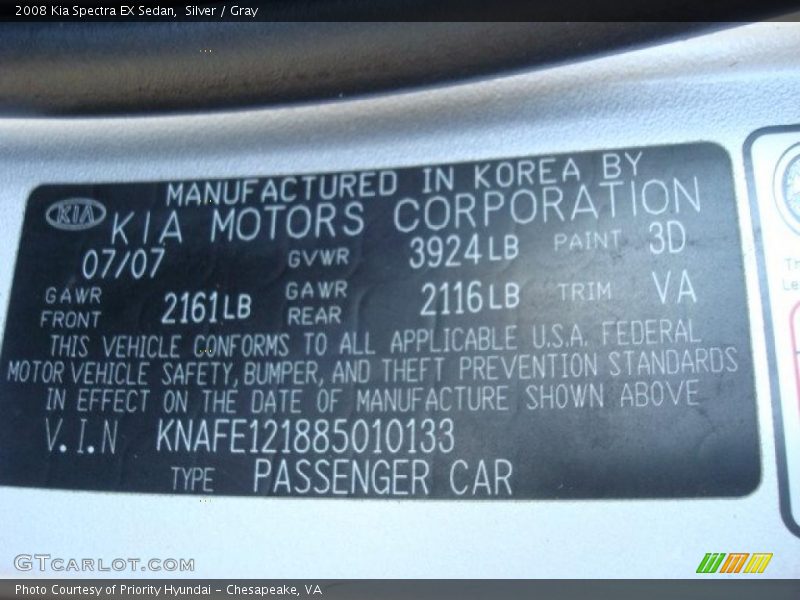 2008 Kia Spectra EX Sedan, Silver / Gray
MANUFACTURED IN KOREA BY
KIA KIA MOTORS CORPORATION
07/07 GVWR 3924LB PAINT 3D
GAWR FRONT 2161LB GAWR REAR 2116LB TRIM VA
THIS VEHICLE CONFORMS TO ALL APPLICABLE U.S.A. FEDERAL
MOTOR VEHICLE SAFETY, BUMPER, AND THEFT PREVENTION STANDARDS
IN EFFECT ON THE DATE OF MANUFACTURE SHOWN ABOVE
V.I.N KNAFE121885010133
TYPE PASSENGER CAR
GTCARLOT.COM
Photo Courtesy of Priority Hyundai - Chesapeake, VA